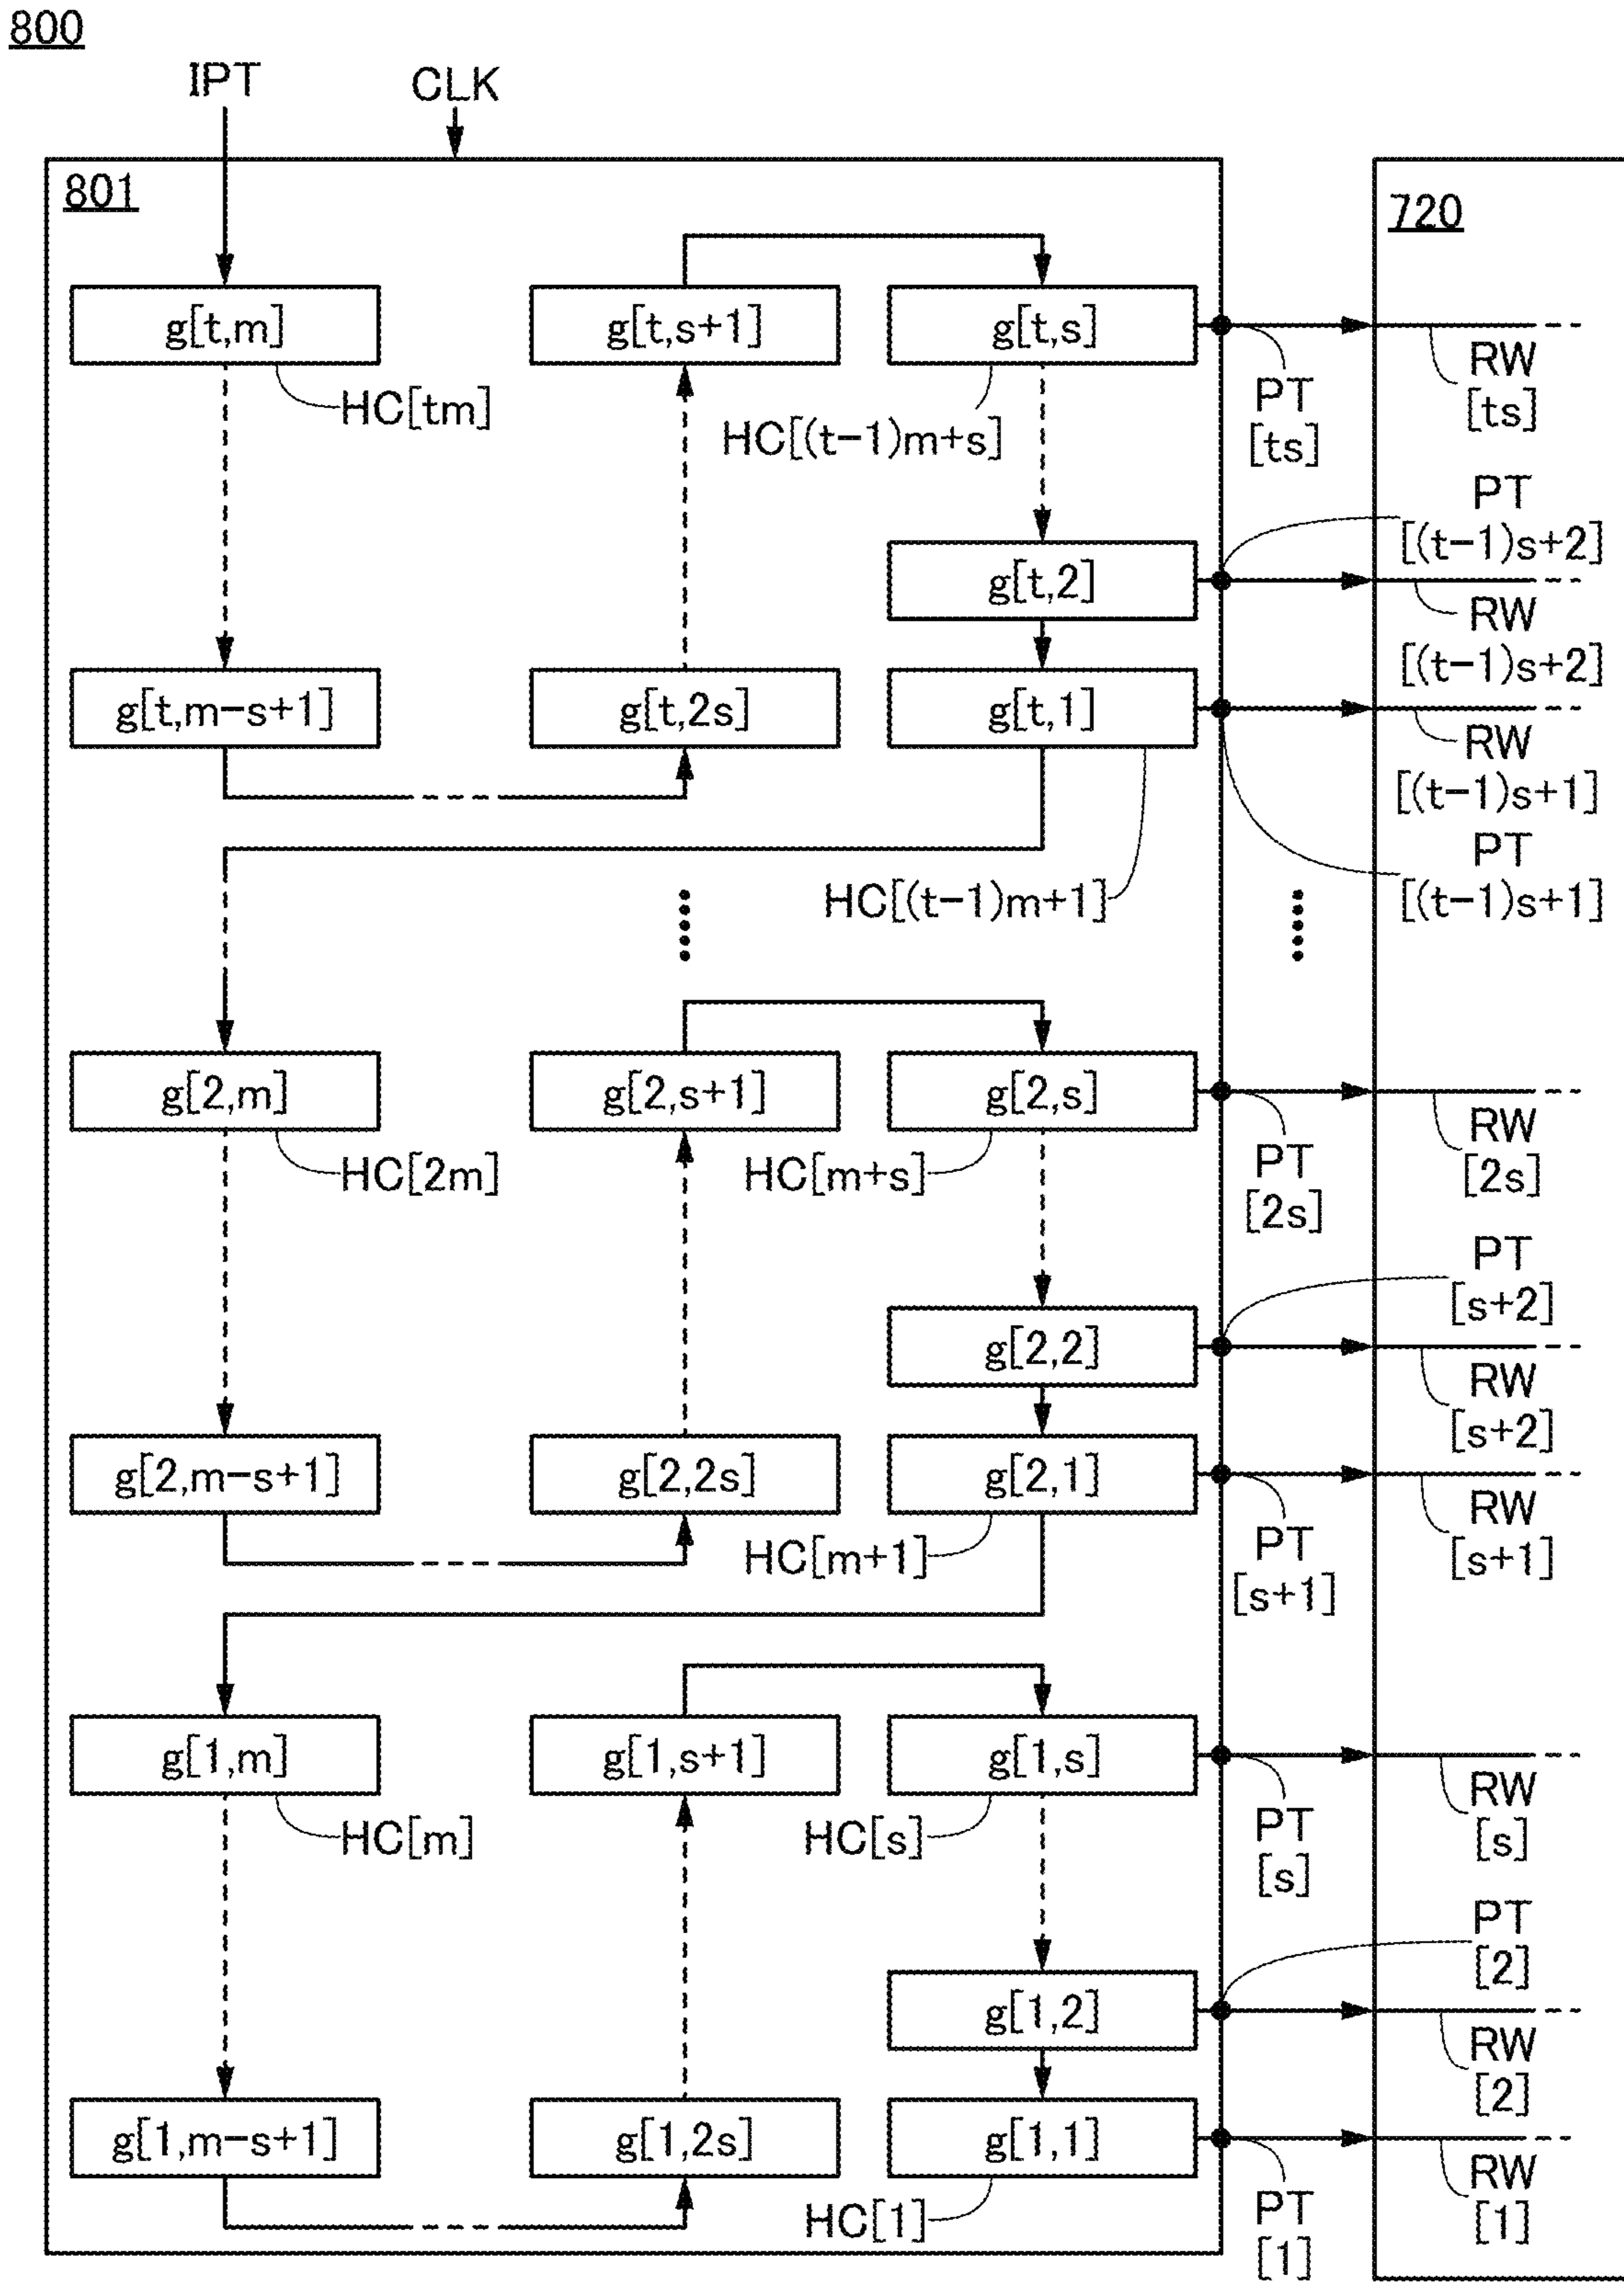 800
IPT
CLK
801
720
g[t,m]
g[t,s+1]
g[t,s]
HC[tm]
HC[(t−1)m+s]
PT
[ts]
RW
[ts]
PT
[(t−1)s+2]
g[t,2]
RW
[(t−1)s+2]
g[t,m−s+1]
g[t,2s]
g[t,1]
RW
[(t−1)s+1]
PT
[(t−1)s+1]
HC[(t−1)m+1]
g[2,m]
g[2,s+1]
g[2,s]
HC[2m]
HC[m+s]
PT
[2s]
RW
[2s]
PT
[s+2]
g[2,2]
RW
[s+2]
g[2,m−s+1]
g[2,2s]
g[2,1]
HC[m+1]
PT
[s+1]
RW
[s+1]
g[1,m]
g[1,s+1]
g[1,s]
HC[m]
HC[s]
PT
[s]
RW
[s]
PT
[2]
g[1,2]
RW
[2]
g[1,m−s+1]
g[1,2s]
g[1,1]
HC[1]
PT
[1]
RW
[1]